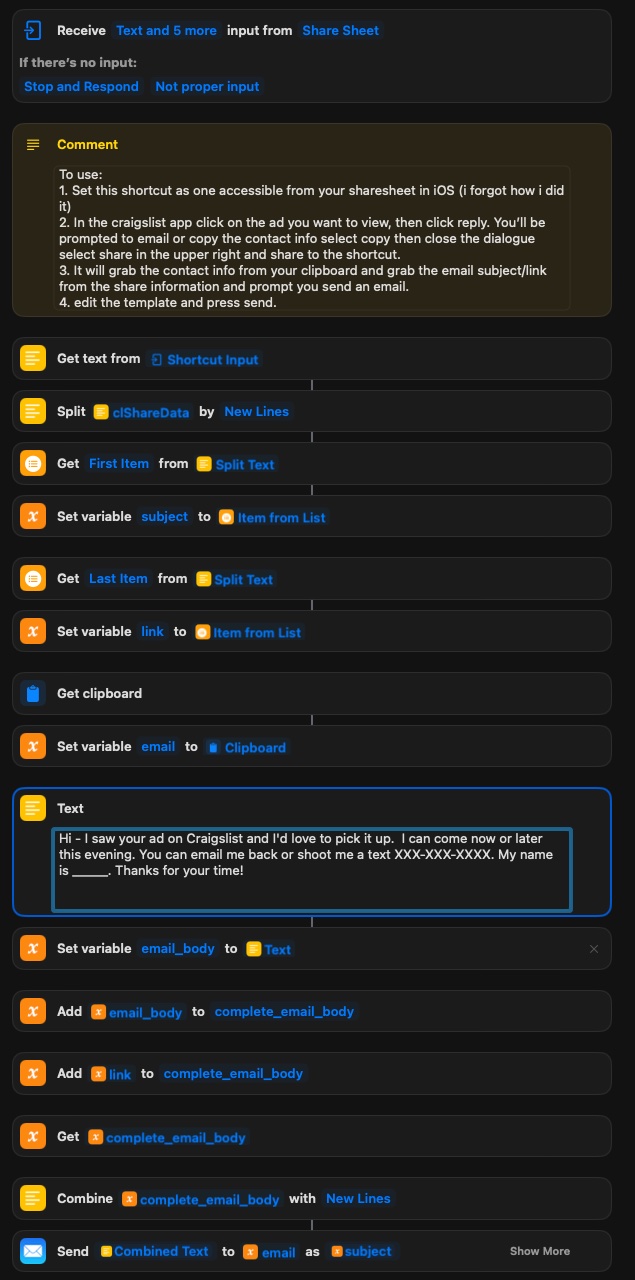 Receive Text and 5 more input from Share Sheet
If there's no input:
Stop and Respond Not proper input
Comment
To use:
1. Set this shortcut as one accessible from your sharesheet in iOS (i forgot how i did
it)
2. In the craigslist app click on the ad you want to view, then click reply. You'll be
prompted to email or copy the contact info select copy then close the dialogue
select share in the upper right and share to the shortcut.
3. It will grab the contact info from your clipboard and grab the email subject/link
from the share information and prompt you send an email.
4. edit the template and press send.
Get text from Shortcut Input
Split clShareData by New Lines
Get First Item from Split Text
Set variable subject to Item from List
Get Last Item from Split Text
Set variable link to Item from List
Get clipboard
Set variable email to Clipboard
Text
Hi - I saw your ad on Craigslist and I'd love to pick it up.  I can come now or later
this evening. You can email me back or shoot me a text XXX-XXX-XXXX. My name
is _____. Thanks for your time!
Set variable email_body to Text
Add email_body to complete_email_body
Add link to complete_email_body
Get complete_email_body
Combine complete_email_body with New Lines
Send Combined Text to email as subject Show More